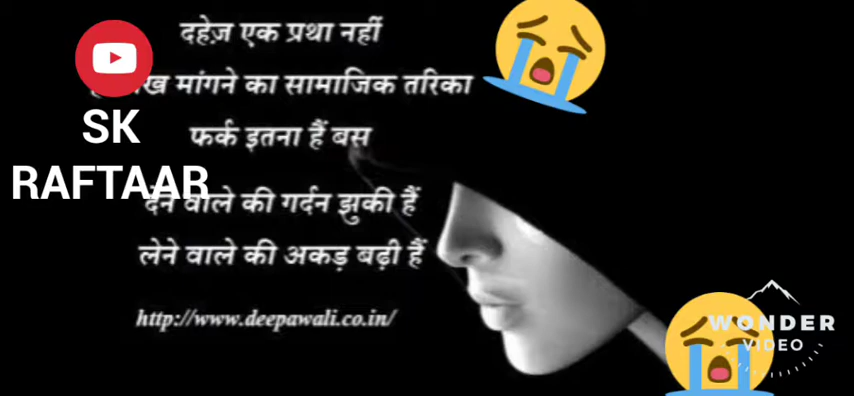 दहेज़ एक प्रथा नहीं
मांगने का सामाजिक तरिका
फर्क इतना हैं बस
देने वाले की गर्दन झुकी हैं
लेने वाले की अकड़ बढ़ी हैं
http://www.deepawali.co.in/
SK
RAFTAAR
WONDER
VIDEO